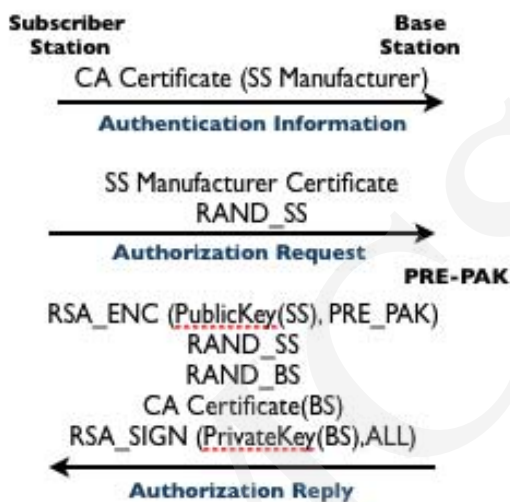 Subscriber Station
Base Station
CA Certificate (SS Manufacturer)
Authentication Information
SS Manufacturer Certificate
RAND_SS
Authorization Request
PRE-PAK
RSA_ENC (PublicKey(SS), PRE_PAK)
RAND_SS
RAND_BS
CA Certificate(BS)
RSA_SIGN (PrivateKey(BS),ALL)
Authorization Reply